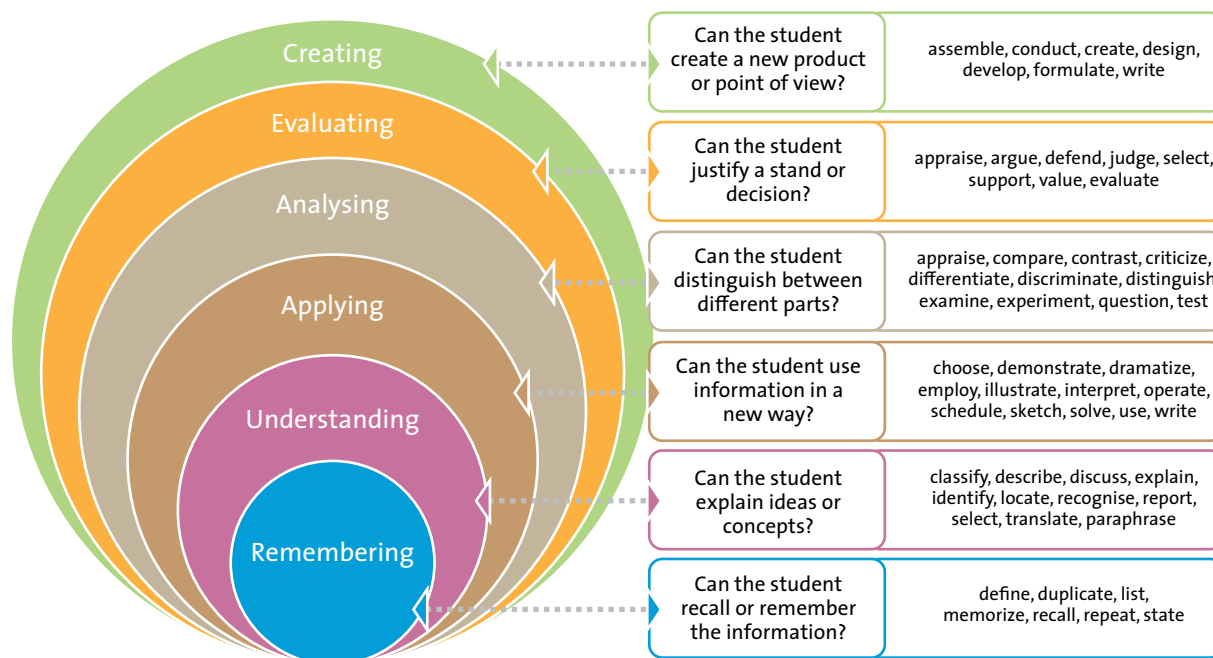 Creating
Can the student
create a new product
or point of view?
assemble, conduct, create, design,
develop, formulate, write
Evaluating
Can the student
justify a stand or
decision?
appraise, argue, defend, judge, select,
support, value, evaluate
Analysing
Can the student
distinguish between
different parts?
appraise, compare, contrast, criticize,
differentiate, discriminate, distinguish
examine, experiment, question, test
Applying
Can the student use
information in a
new way?
choose, demonstrate, dramatize,
employ, illustrate, interpret, operate,
schedule, sketch, solve, use, write
Understanding
Can the student
explain ideas or
concepts?
classify, describe, discuss, explain,
identify, locate, recognise, report,
select, translate, paraphrase
Remembering
Can the student
recall or remember
the information?
define, duplicate, list,
memorize, recall, repeat, state